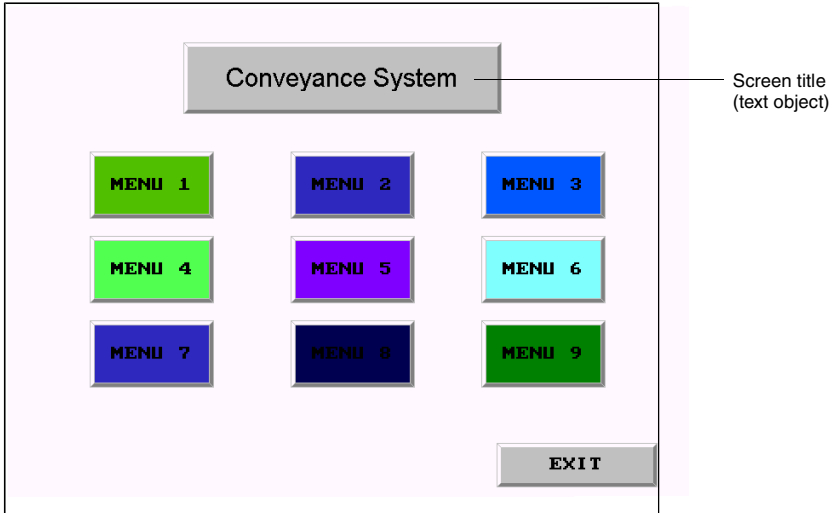 Conveyance System
Screen title
(text object)
MENU 1
MENU 2
MENU 3
MENU 4
MENU 5
MENU 6
MENU 7
MENU 8
MENU 9
EXIT